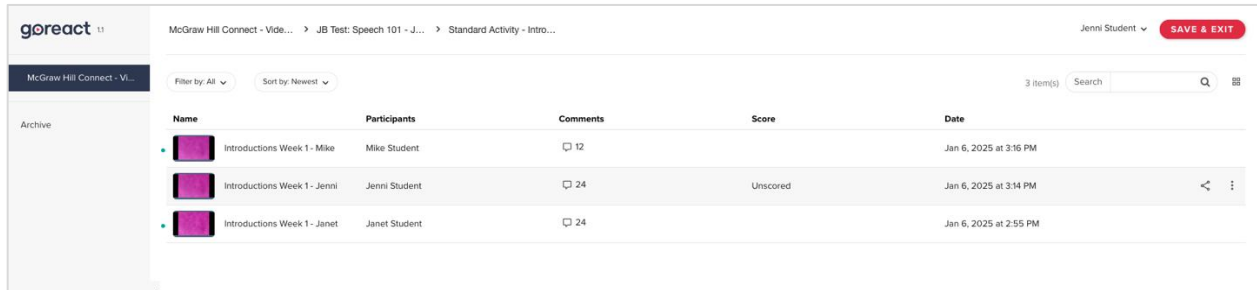 goreact 1.1
McGraw Hill Connect - Vide... > JB Test: Speech 101 - J... > Standard Activity - Intro...
Jenni Student
SAVE & EXIT
McGraw Hill Connect - Vi...
Filter by: All
Sort by: Newest
3 item(s)
Search
Archive
Name Participants Comments Score Date
Introductions Week 1 - Mike Mike Student 12 Jan 6, 2025 at 3:16 PM
Introductions Week 1 - Jenni Jenni Student 24 Unscored Jan 6, 2025 at 3:14 PM
Introductions Week 1 - Janet Janet Student 24 Jan 6, 2025 at 2:55 PM